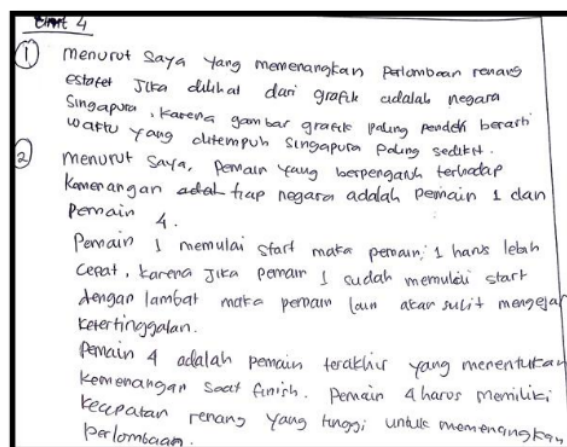 Unit 4
① menurut saya yang memenangkan perlombaan renang
estafet Jika dilihat dari grafik adalah negara
Singapura, karena gambar grafik paling pendek berarti
waktu yang ditempuh Singapura paling sedikit.
② menurut saya, pemain yang berpengaruh terhadap
kemenangan tiap negara adalah pemain 1 dan
pemain 4.
Pemain 1 memulai start maka pemain 1 harus lebih
cepat, karena Jika pemain 1 sudah memulai start
dengan lambat maka pemain lain akan sulit mengejar
ketertinggalan.
Pemain 4 adalah pemain terakhir yang menentukan
kemenangan saat finish. Pemain 4 harus memiliki
kecepatan renang yang tinggi untuk memenangkan
perlombaan.